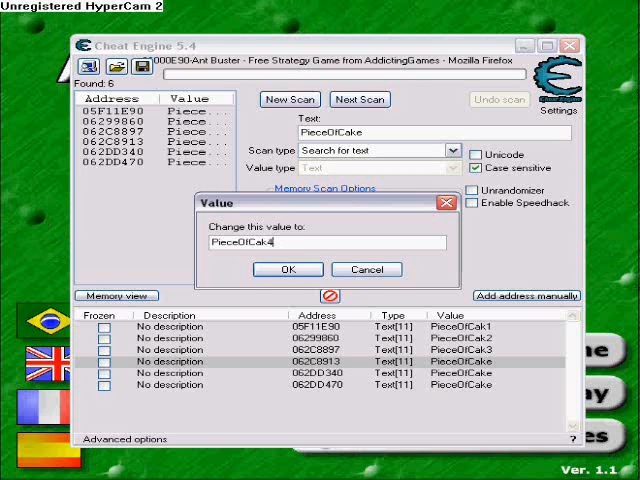 Unregistered HyperCam 2
Cheat Engine 5.4
000E90-Ant Buster - Free Strategy Game from AddictingGames - Mozilla Firefox
Found: 6
Address Value
05F11E90 Piece...
06299860 Piece...
062C8897 Piece...
062C8913 Piece...
062DD340 Piece...
062DD470 Piece...
New Scan Next Scan Undo scan
Cheat Engine
Settings
Text:
PieceOfCake
Scan type Search for text
Unicode
Value type Text
Case sensitive
Memory Scan Options
Unrandomizer
Enable Speedhack
Value
Change this value to:
PieceOfCak4
OK Cancel
Memory view
Add address manually
Frozen Description Address Type Value
No description 05F11E90 Text[11] PieceOfCak1
No description 06299860 Text[11] PieceOfCak2
No description 062C8897 Text[11] PieceOfCak3
No description 062C8913 Text[11] PieceOfCake
No description 062DD340 Text[11] PieceOfCake
No description 062DD470 Text[11] PieceOfCake
Advanced options ?
Ver. 1.1